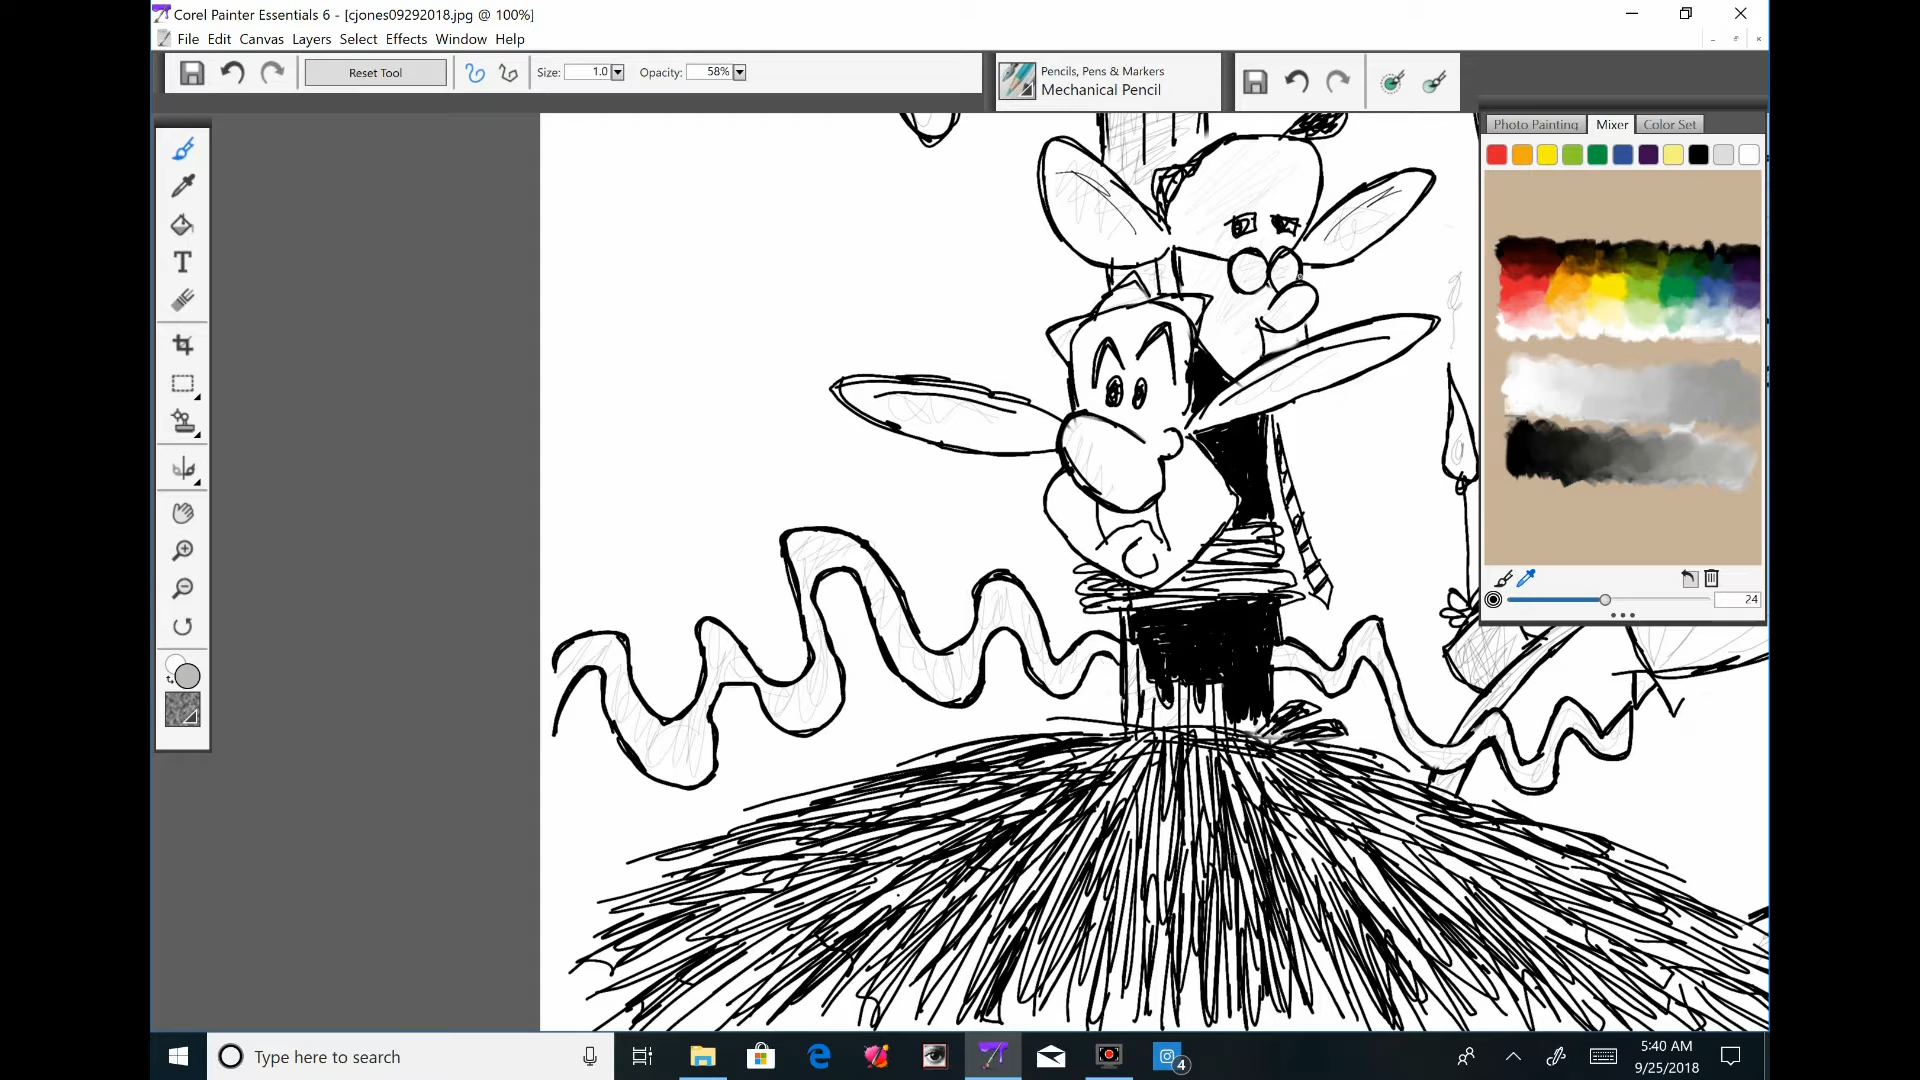 Corel Painter Essentials 6 - [cjones09292018.jpg @ 100%]
File Edit Canvas Layers Select Effects Window Help
Reset Tool Size: 1.0 Opacity: 58%
Pencils, Pens & Markers
Mechanical Pencil
Photo Painting Mixer Color Set
24
Type here to search
4
5:40 AM
9/25/2018